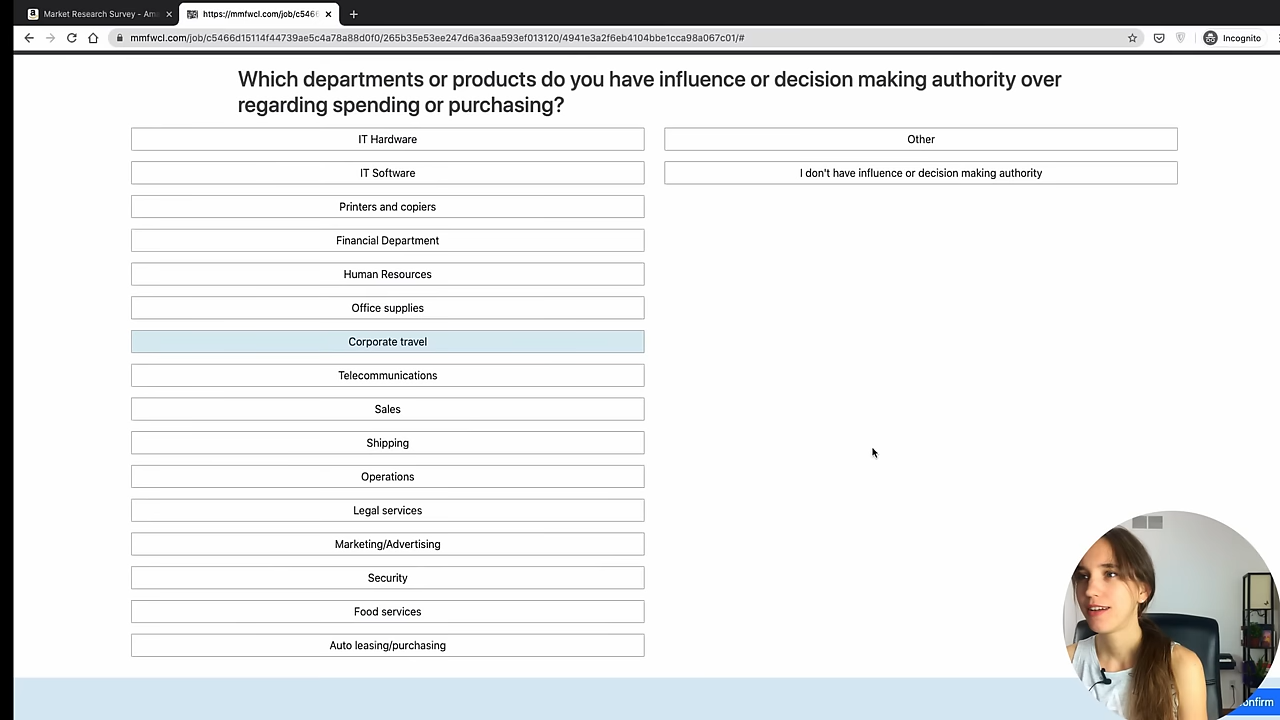 Market Research Survey - Am
https://mmfwcl.com/job/c546
mmfwcl.com/job/c5466d15114f44739ae5c4a78a88d0f0/265b35e53ee247d6a36aa593ef013120/4941e3a2f6eb4104bbe1cca98a067c01/#
Incognito
Which departments or products do you have influence or decision making authority over
regarding spending or purchasing?
IT Hardware
IT Software
Printers and copiers
Financial Department
Human Resources
Office supplies
Corporate travel
Telecommunications
Sales
Shipping
Operations
Legal services
Marketing/Advertising
Security
Food services
Auto leasing/purchasing
Other
I don't have influence or decision making authority
onfirm